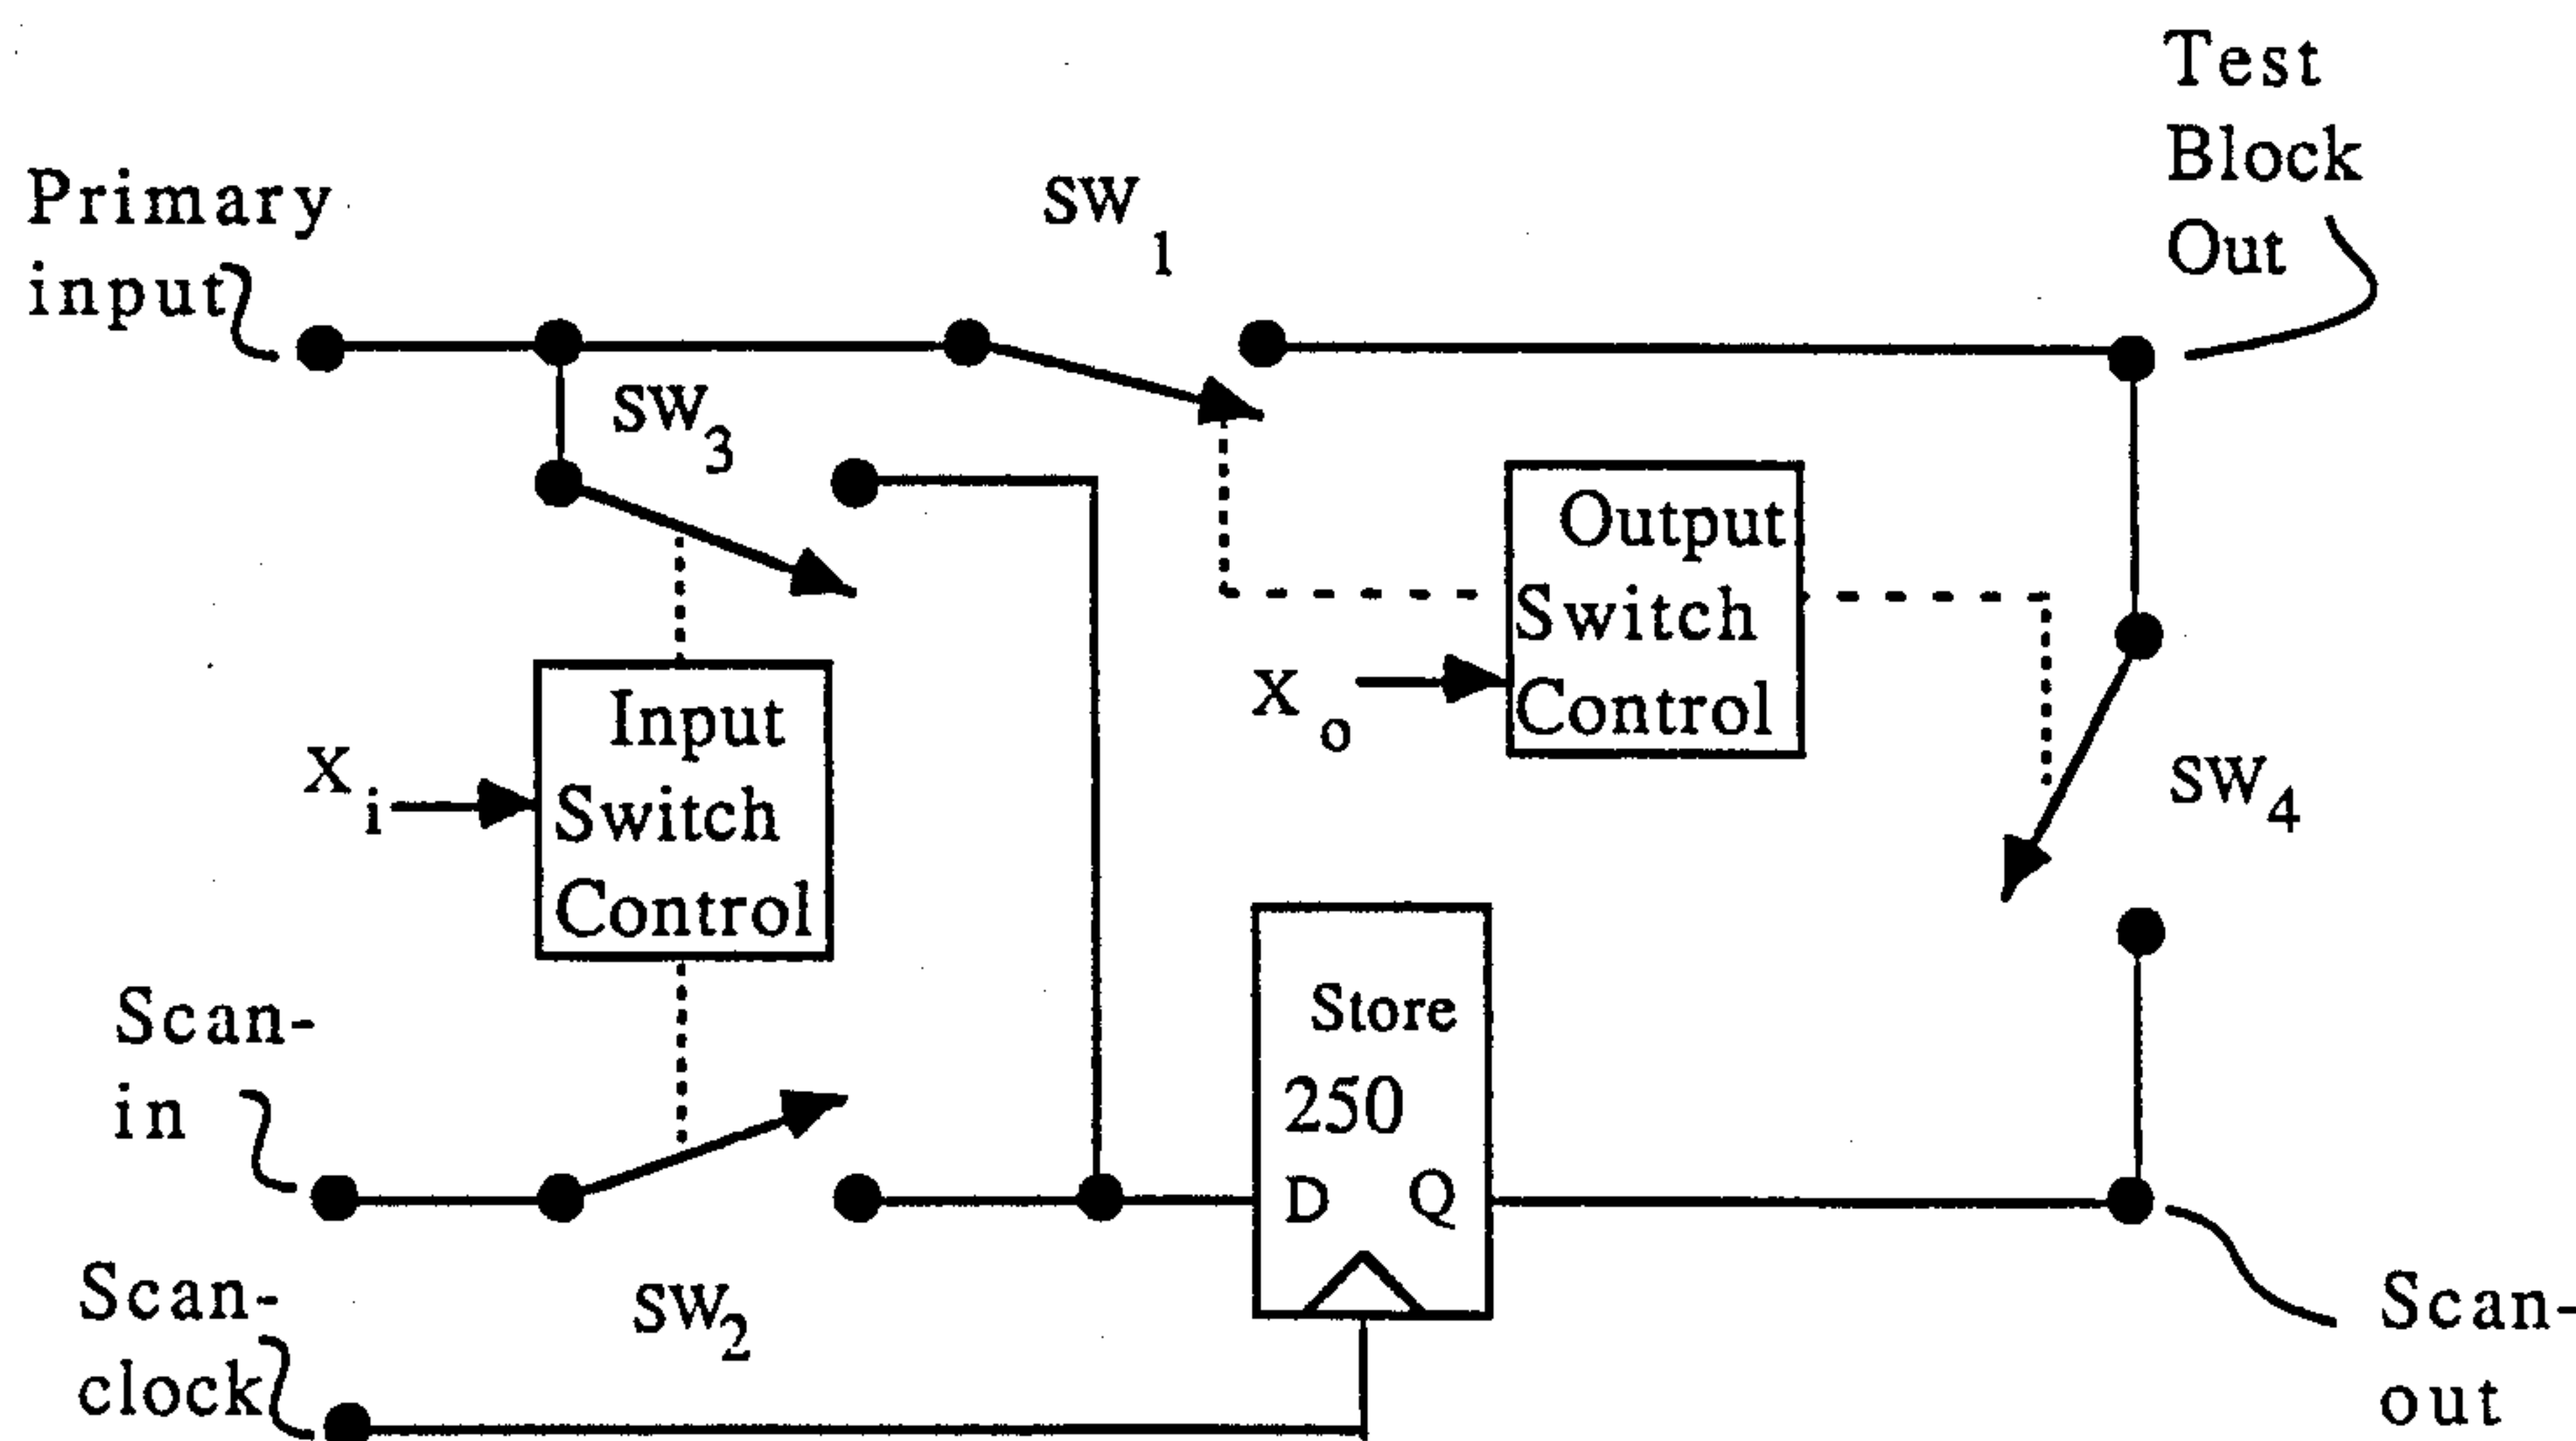 Test
Block
Out
Primary
input
SW1
SW3
Output
Switch
Control
Xo
Input
Switch
Control
Xi
SW4
Scan-
in
Store
250
D Q
Scan-
clock
SW2
Scan-
out